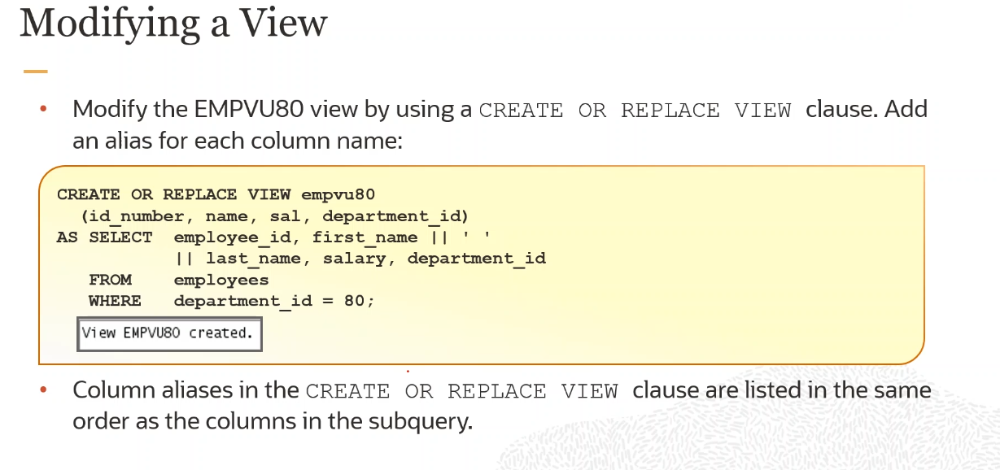 Modifying a View
• Modify the EMPVU80 view by using a CREATE OR REPLACE VIEW clause. Add
an alias for each column name:
CREATE OR REPLACE VIEW empvu80
(id_number, name, sal, department_id)
AS SELECT employee_id, first_name || ' '
|| last_name, salary, department_id
FROM employees
WHERE department_id = 80;
View EMPVU80 created.
• Column aliases in the CREATE OR REPLACE VIEW clause are listed in the same
order as the columns in the subquery.